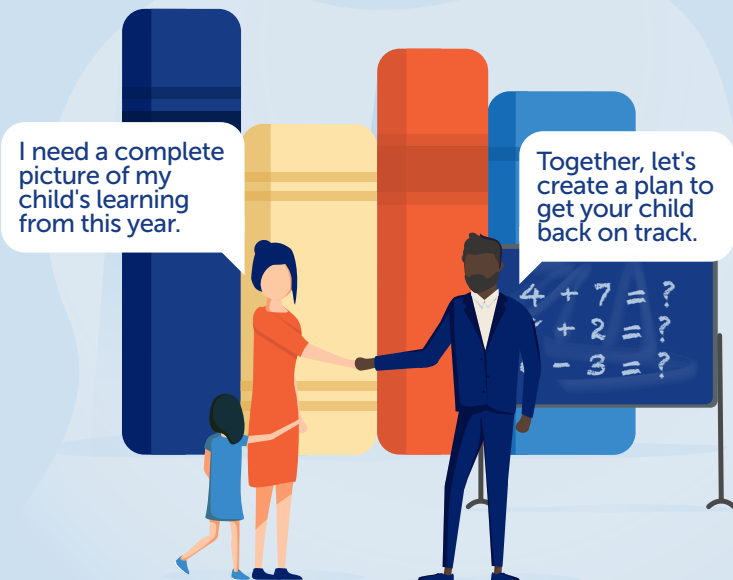 I need a complete
picture of my
child's learning
from this year.
Together, let's
create a plan to
get your child
back on track.
4 + 7 = ?
+ 2 = ?
- 3 = ?